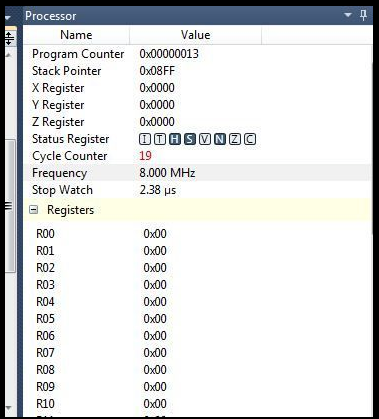 Processor
Name Value
Program Counter 0x00000013
Stack Pointer 0x08FF
X Register 0x0000
Y Register 0x0000
Z Register 0x0000
Status Register I T H S V N Z C
Cycle Counter 19
Frequency 8.000 MHz
Stop Watch 2.38 µs
Registers
R00 0x00
R01 0x00
R02 0x00
R03 0x00
R04 0x00
R05 0x00
R06 0x00
R07 0x00
R08 0x00
R09 0x00
R10 0x00